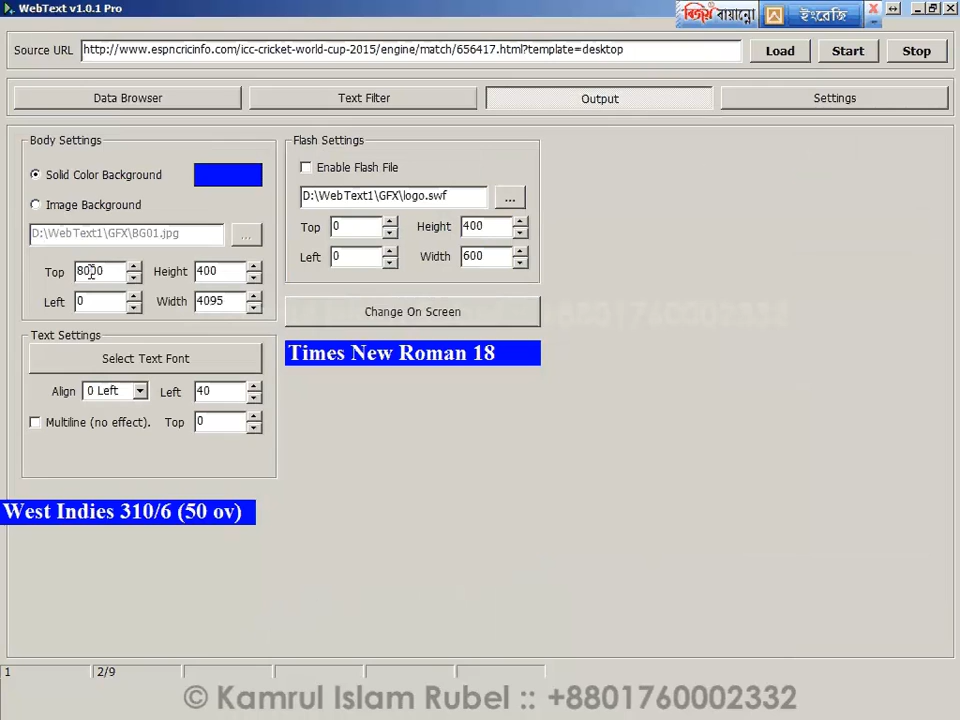 WebText v1.0.1 Pro
বিজয় বায়ান্নো
ইংরেজি
Source URL http://www.espncricinfo.com/icc-cricket-world-cup-2015/engine/match/656417.html?template=desktop Load Start Stop
Data Browser Text Filter Output Settings
Body Settings
Solid Color Background
Image Background
D:\WebText1\GFX\BG01.jpg ...
Top 8000 Height 400
Left 0 Width 4095
Flash Settings
Enable Flash File
D:\WebText1\GFX\logo.swf ...
Top 0 Height 400
Left 0 Width 600
Change On Screen
Times New Roman 18
Text Settings
Select Text Font
Align 0 Left Left 40
Multiline (no effect). Top 0
West Indies 310/6 (50 ov)
1 2/9
© Kamrul Islam Rubel :: +8801760002332